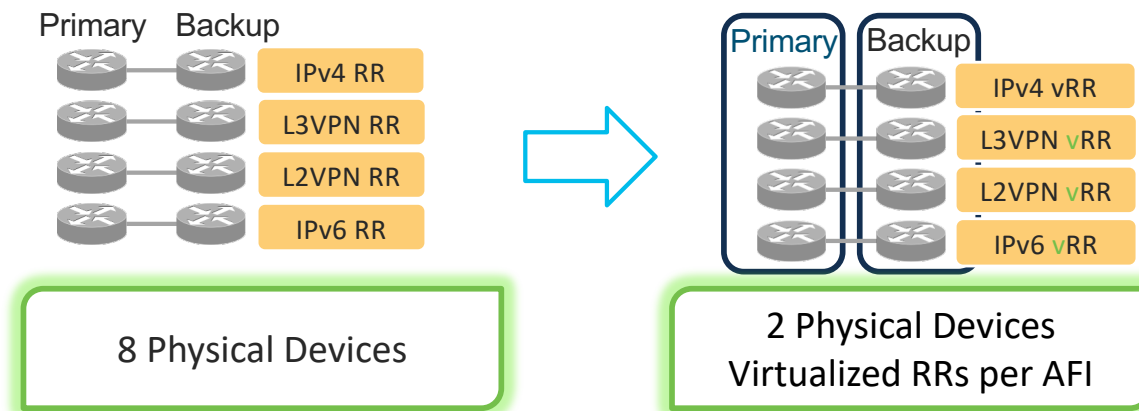 Primary Backup
IPv4 RR
L3VPN RR
L2VPN RR
IPv6 RR
8 Physical Devices
Primary Backup
IPv4 vRR
L3VPN vRR
L2VPN vRR
IPv6 vRR
2 Physical Devices
Virtualized RRs per AFI